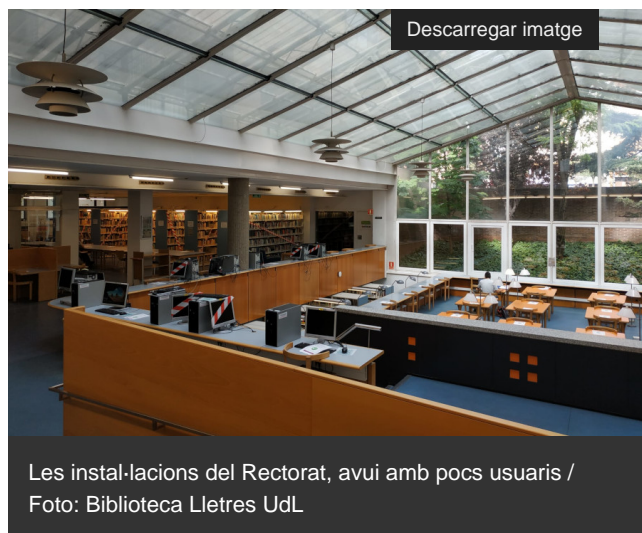 Descarregar imatge
Les instal·lacions del Rectorat, avui amb pocs usuaris /
Foto: Biblioteca Lletres UdL